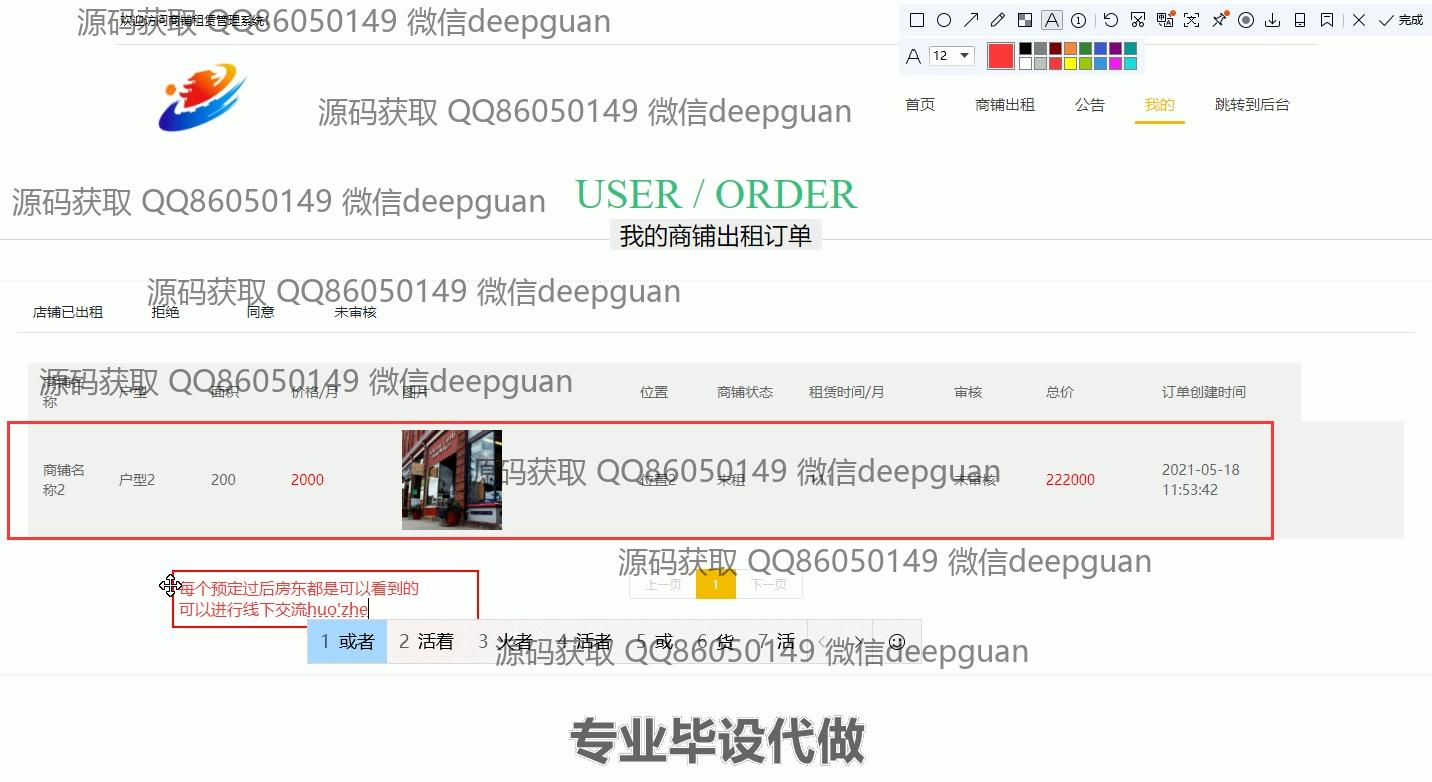 欢迎访问商铺租赁管理系统!
源码获取 QQ86050149 微信deepguan
12
完成
源码获取 QQ86050149 微信deepguan
首页 商铺出租 公告 我的 跳转到后台
源码获取 QQ86050149 微信deepguan
USER / ORDER
我的商铺出租订单
源码获取 QQ86050149 微信deepguan
店铺已出租 拒绝 同意 未审核
源码获取 QQ86050149 微信deepguan
商铺名称 户型 面积 价格/月 图片 位置 商铺状态 租赁时间/月 审核 总价 订单创建时间
源码获取 QQ86050149 微信deepguan
商铺名称2 户型2 200 2000 位置2 未租 111 未审核 222000 2021-05-18 11:53:42
源码获取 QQ86050149 微信deepguan
每个预定过后房东都是可以看到的
可以进行线下交流huo'zhe
上一页 1 下一页
1 或者 2 活着 3 火者 4 活者 5 或 6 货 7 活
源码获取 QQ86050149 微信deepguan
专业毕设代做